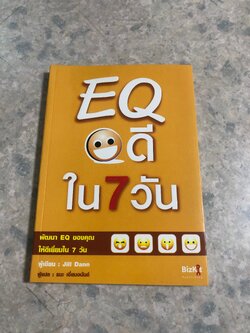 EQ
ดี
ใน 7 วัน
พัฒนา EQ ของคุณ
ให้ดีเยี่ยมใน 7 วัน
ผู้เขียน : Jill Dann
BizKit